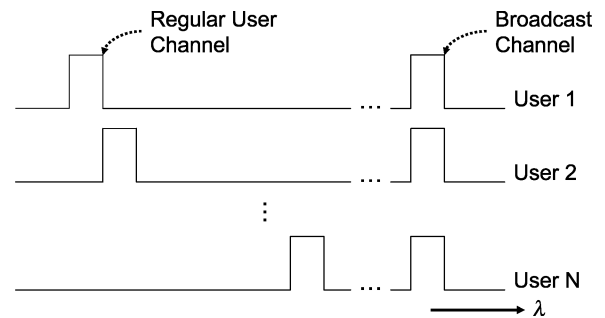 Regular User
Channel
Broadcast
Channel
... User 1
... User 2
⋮
... User N
λ